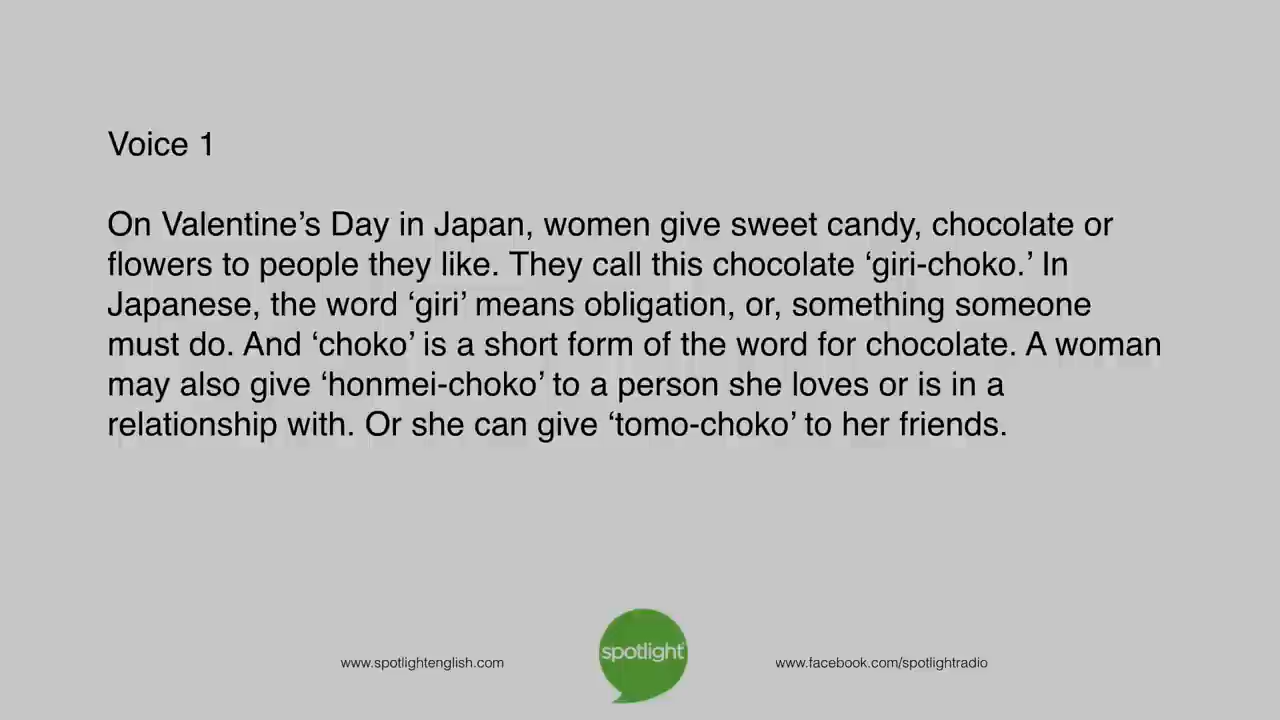 Voice 1
On Valentine’s Day in Japan, women give sweet candy, chocolate or
flowers to people they like. They call this chocolate ‘giri-choko.’ In
Japanese, the word ‘giri’ means obligation, or, something someone
must do. And ‘choko’ is a short form of the word for chocolate. A woman
may also give ‘honmei-choko’ to a person she loves or is in a
relationship with. Or she can give ‘tomo-choko’ to her friends.
www.spotlightenglish.com
spotlight
www.facebook.com/spotlightradio